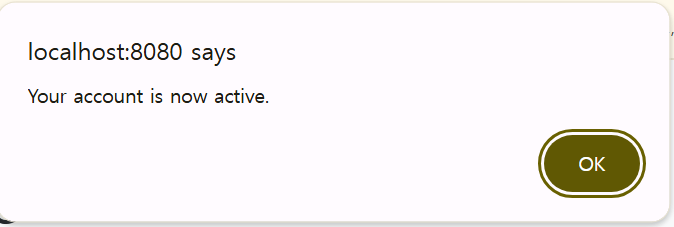 localhost:8080 says
Your account is now active.
OK